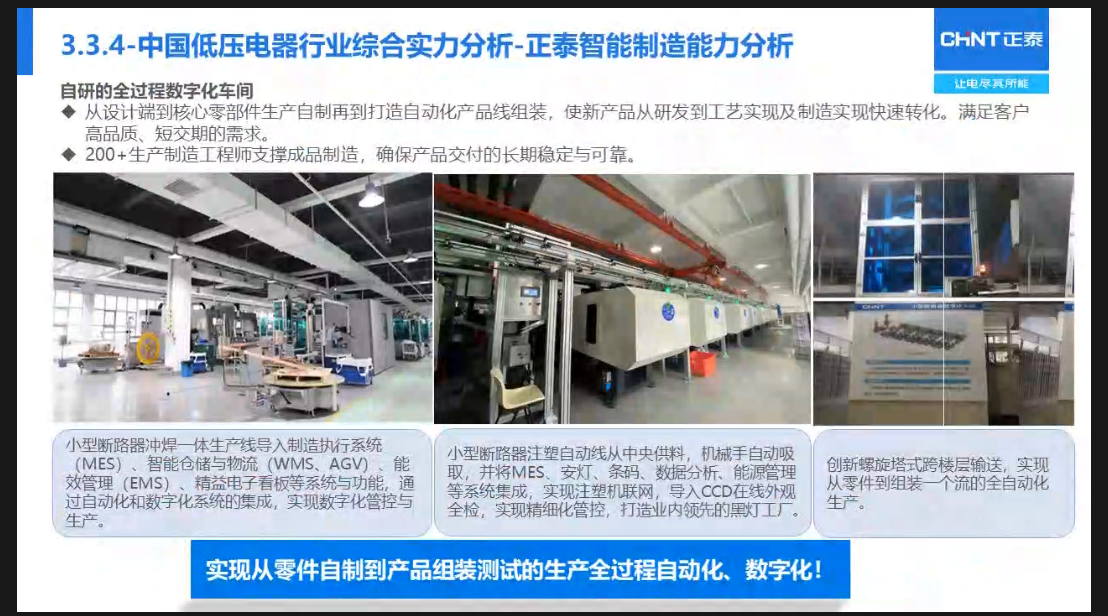 3.3.4-中国低压电器行业综合实力分析-正泰智能制造能力分析
CHNT正泰
让电尽其所能
自研的全过程数字化车间
◆ 从设计端到核心零部件生产自制再到打造自动化产品线组装，使新产品从研发到工艺实现及制造实现快速转化。满足客户
高品质、短交期的需求。
◆ 200+生产制造工程师支撑成品制造，确保产品交付的长期稳定与可靠。
CHNT
小型断路器冲焊一体生产线导入制造执行系统
（MES）、智能仓储与物流（WMS、AGV）、能
效管理（EMS）、精益电子看板等系统与功能，通
过自动化和数字化系统的集成，实现数字化管控与
生产。
小型断路器注塑自动线从中央供料，机械手自动吸
取，并将MES、安灯、条码、数据分析、能源管理
等系统集成，实现注塑机联网，导入CCD在线外观
全检，实现精细化管控，打造业内领先的黑灯工厂。
创新螺旋塔式跨楼层输送，实现
从零件到组装一个流的全自动化
生产。
实现从零件自制到产品组装测试的生产全过程自动化、数字化！